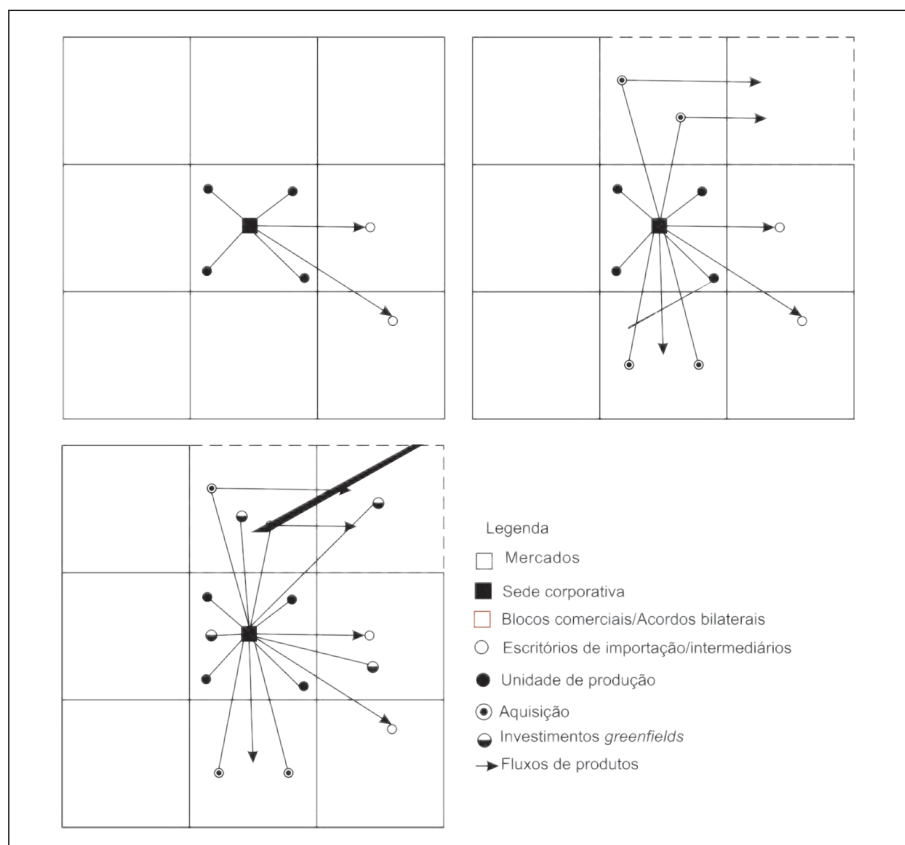 Legenda
Mercados
Sede corporativa
Blocos comerciais/Acordos bilaterais
Escritórios de importação/intermediários
Unidade de produção
Aquisição
Investimentos greenfields
Fluxos de produtos